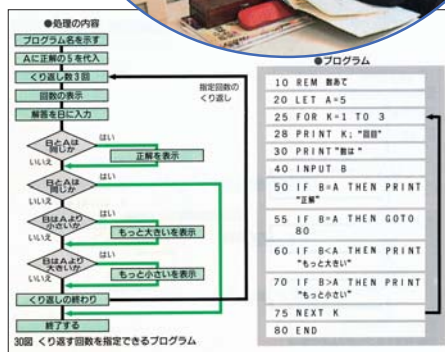 ●処理の内容
プログラム名を示す
Aに正解の5を代入
くり返し数3回
回数の表示
解答をBに入力
BとAは
同じか
はい
いいえ
正解を表示
BとAは
同じか
はい
いいえ
BはAより
小さいか
はい
いいえ
もっと大きいを表示
BはAより
大きいか
はい
いいえ
もっと小さいを表示
くり返しの終わり
終了する
指定回数の
くり返し
30図 くり返す回数を指定できるプログラム
●プログラム
10 REM 数あて
20 LET A=5
25 FOR K=1 TO 3
28 PRINT K; "回目"
30 PRINT "数は"
40 INPUT B
50 IF B=A THEN PRINT
"正解"
55 IF B=A THEN GOTO
80
60 IF B<A THEN PRINT
"もっと大きい"
70 IF B>A THEN PRINT
"もっと小さい"
75 NEXT K
80 END